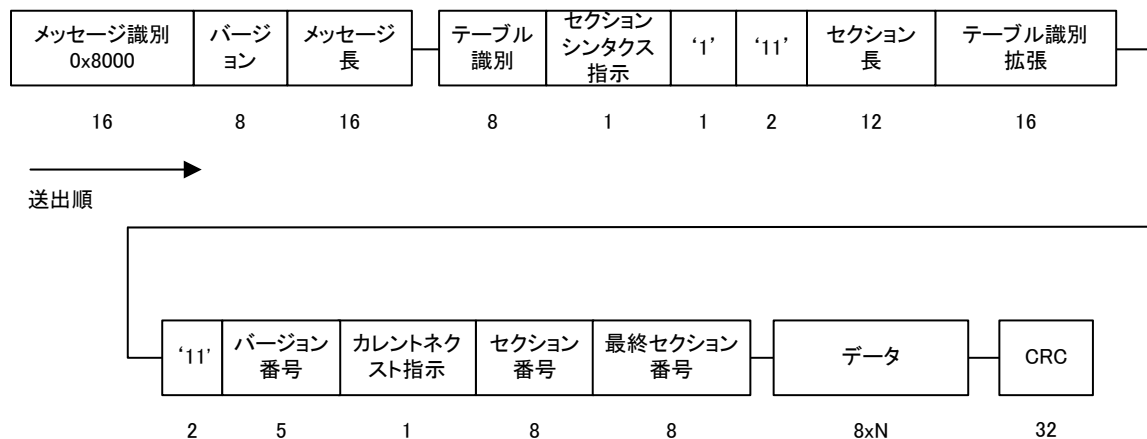 メッセージ識別
0x8000
バージ
ョン
メッセージ
長
テーブル
識別
セクション
シンタクス
指示
‘1’
‘11’
セクション
長
テーブル識別
拡張
16
8
16
8
1
1
2
12
16
送出順
‘11’
バージョン
番号
カレントネク
スト指示
セクション
番号
最終セクション
番号
データ
CRC
2
5
1
8
8
8xN
32